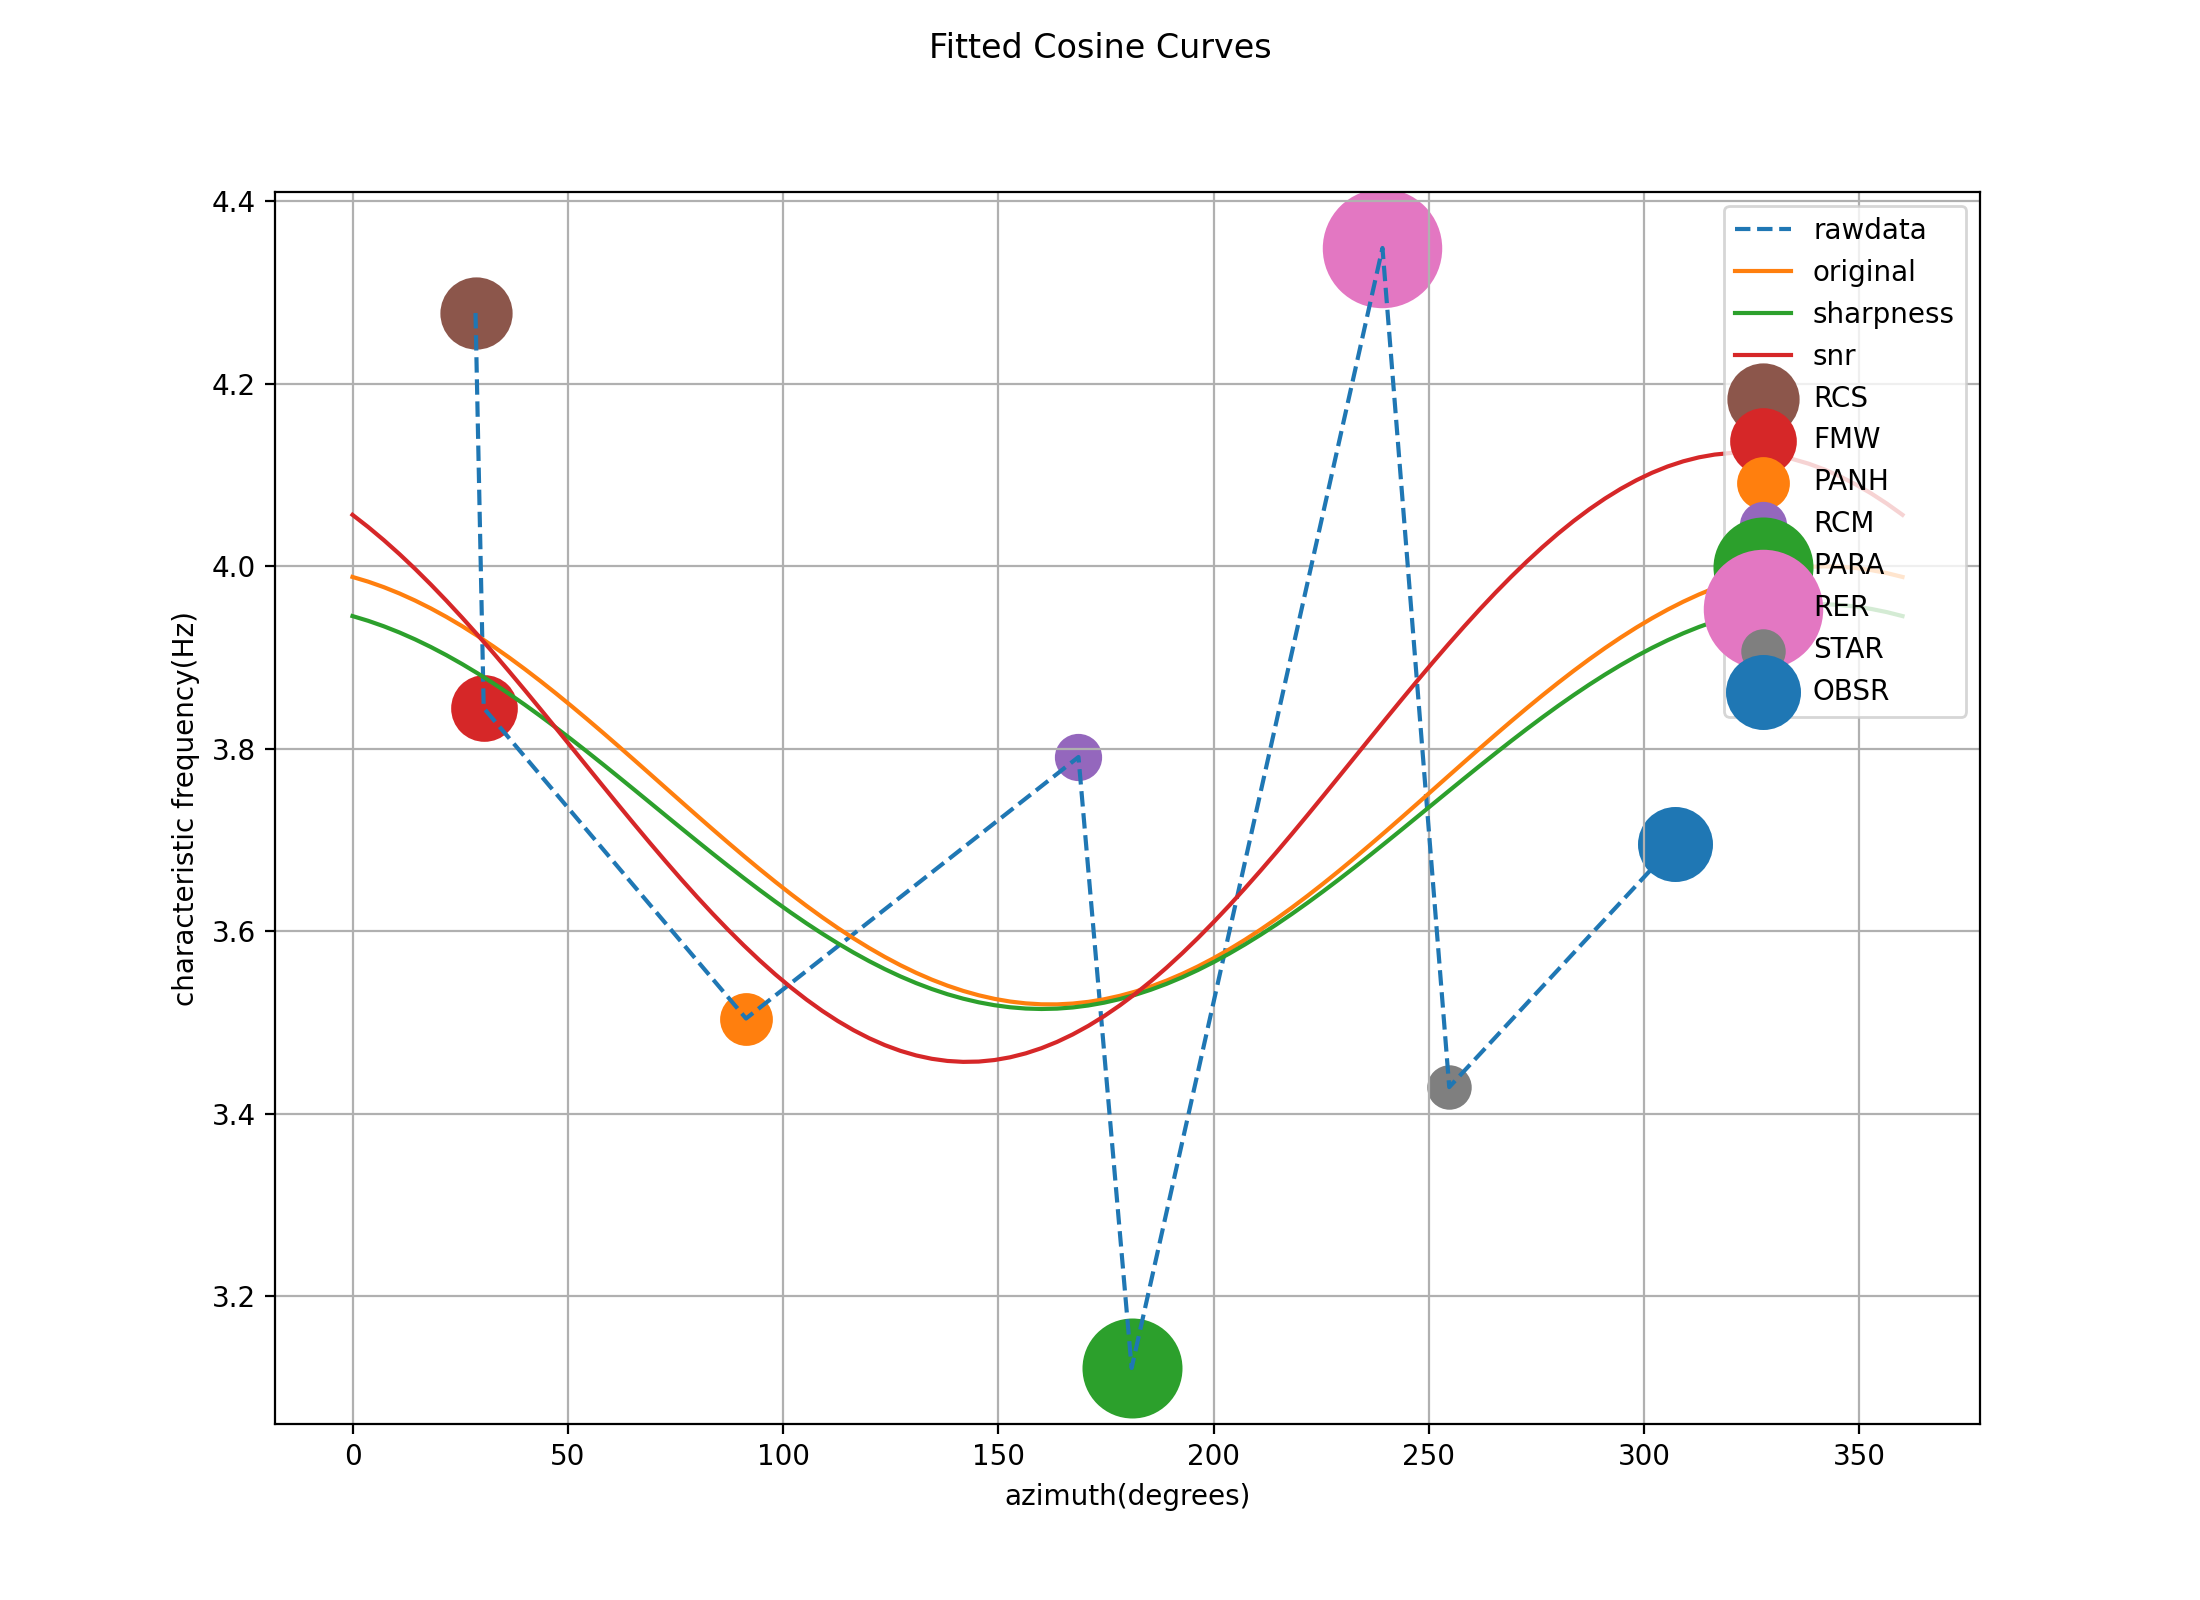 Fitted Cosine Curves
4.4
4.2
4.0
3.8
3.6
3.4
3.2
characteristic frequency(Hz)
rawdata
original
sharpness
snr
RCS
FMW
PANH
RCM
PARA
RER
STAR
OBSR
0 50 100 150 200 250 300 350
azimuth(degrees)